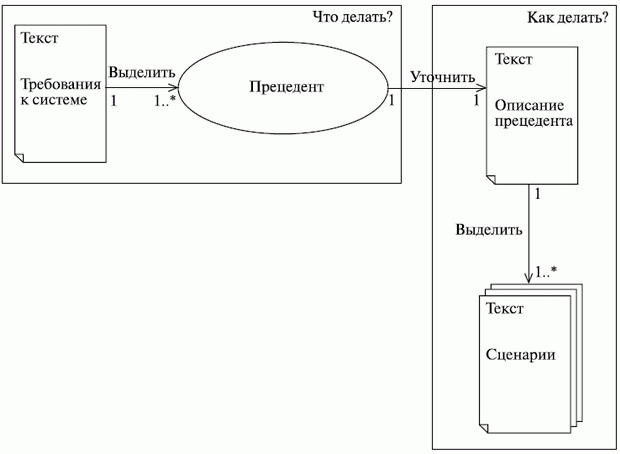 Что делать?
Текст
Требования
к системе
Выделить
1
1..*
Прецедент
1
Уточнить
1
Как делать?
Текст
Описание
прецедента
1
Выделить
1..*
Текст
Сценарии